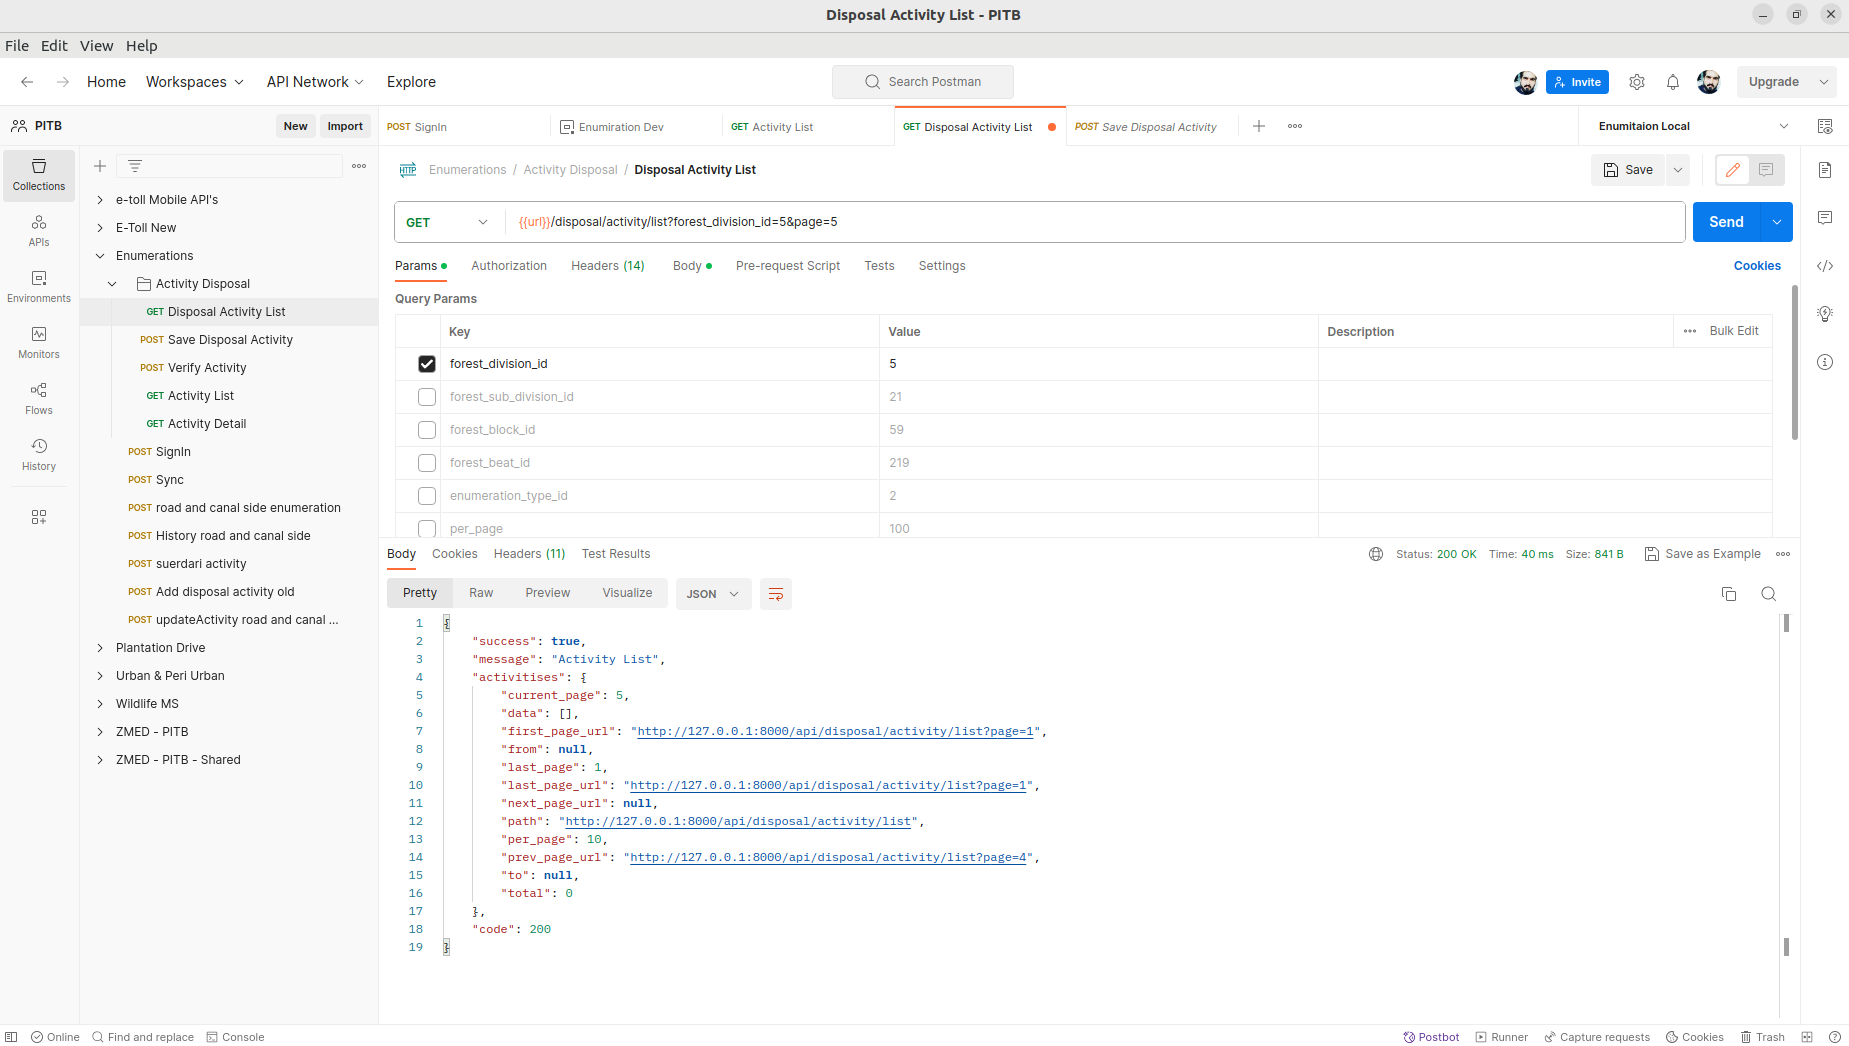 Disposal Activity List - PITB
File Edit View Help
Home Workspaces API Network Explore
Search Postman
Invite
Upgrade
PITB
New Import
POST SignIn
Enumiration Dev
GET Activity List
GET Disposal Activity List
POST Save Disposal Activity
Enumitaion Local
Collections
APIs
Environments
Monitors
Flows
History
e-toll Mobile API's
E-Toll New
Enumerations
Activity Disposal
GET Disposal Activity List
POST Save Disposal Activity
POST Verify Activity
GET Activity List
GET Activity Detail
POST SignIn
POST Sync
POST road and canal side enumeration
POST History road and canal side
POST suerdari activity
POST Add disposal activity old
POST updateActivity road and canal ...
Plantation Drive
Urban & Peri Urban
Wildlife MS
ZMED - PITB
ZMED - PITB - Shared
HTTP Enumerations / Activity Disposal / Disposal Activity List
Save
GET {{url}}/disposal/activity/list?forest_division_id=5&page=5
Send
Params Authorization Headers (14) Body Pre-request Script Tests Settings Cookies
Query Params
Key Value Description Bulk Edit
forest_division_id 5
forest_sub_division_id 21
forest_block_id 59
forest_beat_id 219
enumeration_type_id 2
per_page 100
Body Cookies Headers (11) Test Results
Status: 200 OK Time: 40 ms Size: 841 B Save as Example
Pretty Raw Preview Visualize JSON
1 {
2 "success": true,
3 "message": "Activity List",
4 "activitises": {
5 "current_page": 5,
6 "data": [],
7 "first_page_url": "http://127.0.0.1:8000/api/disposal/activity/list?page=1",
8 "from": null,
9 "last_page": 1,
10 "last_page_url": "http://127.0.0.1:8000/api/disposal/activity/list?page=1",
11 "next_page_url": null,
12 "path": "http://127.0.0.1:8000/api/disposal/activity/list",
13 "per_page": 10,
14 "prev_page_url": "http://127.0.0.1:8000/api/disposal/activity/list?page=4",
15 "to": null,
16 "total": 0
17 },
18 "code": 200
19 }
Online Find and replace Console
Postbot Runner Capture requests Cookies Trash